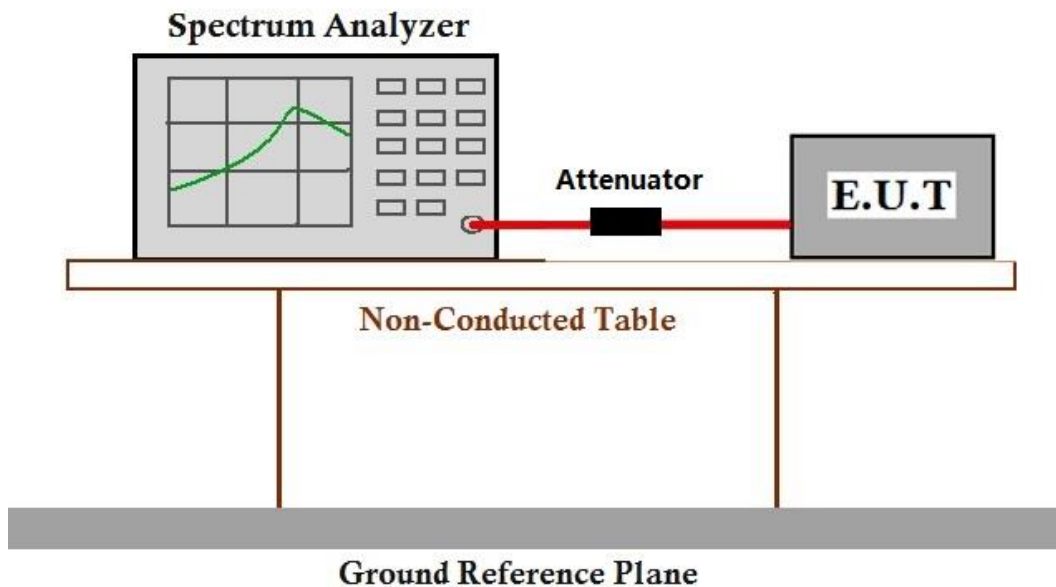 Spectrum Analyzer
Attenuator
E.U.T
Non-Conducted Table
Ground Reference Plane